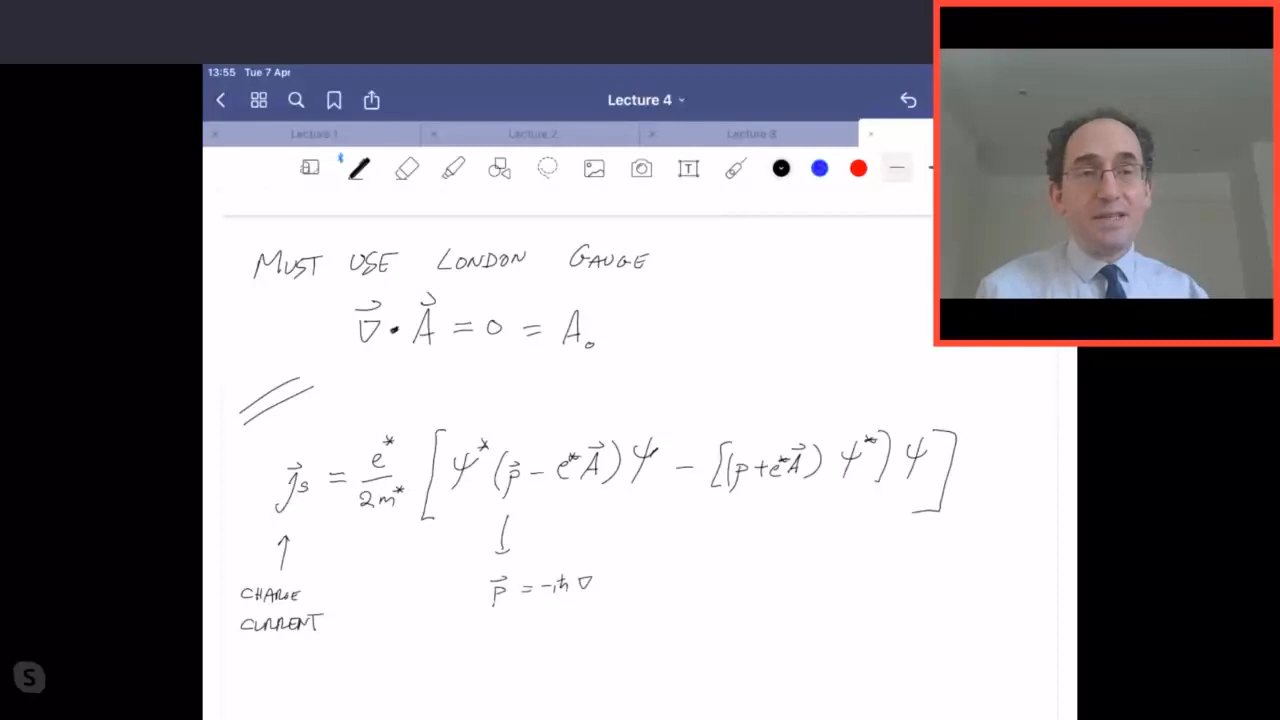 13:55 Tue 7 Apr
Lecture 4
Lecture 1
Lecture 2
Lecture 3
T
MUST USE LONDON GAUGE
∇⃗ · A⃗ = 0 = A₀
j⃗s = e*/2m* [ψ* (p⃗ − e*A⃗) ψ − [(p + e*A⃗) ψ*] ψ]
CHARGE
CURRENT
p⃗ = −iℏ ∇
S